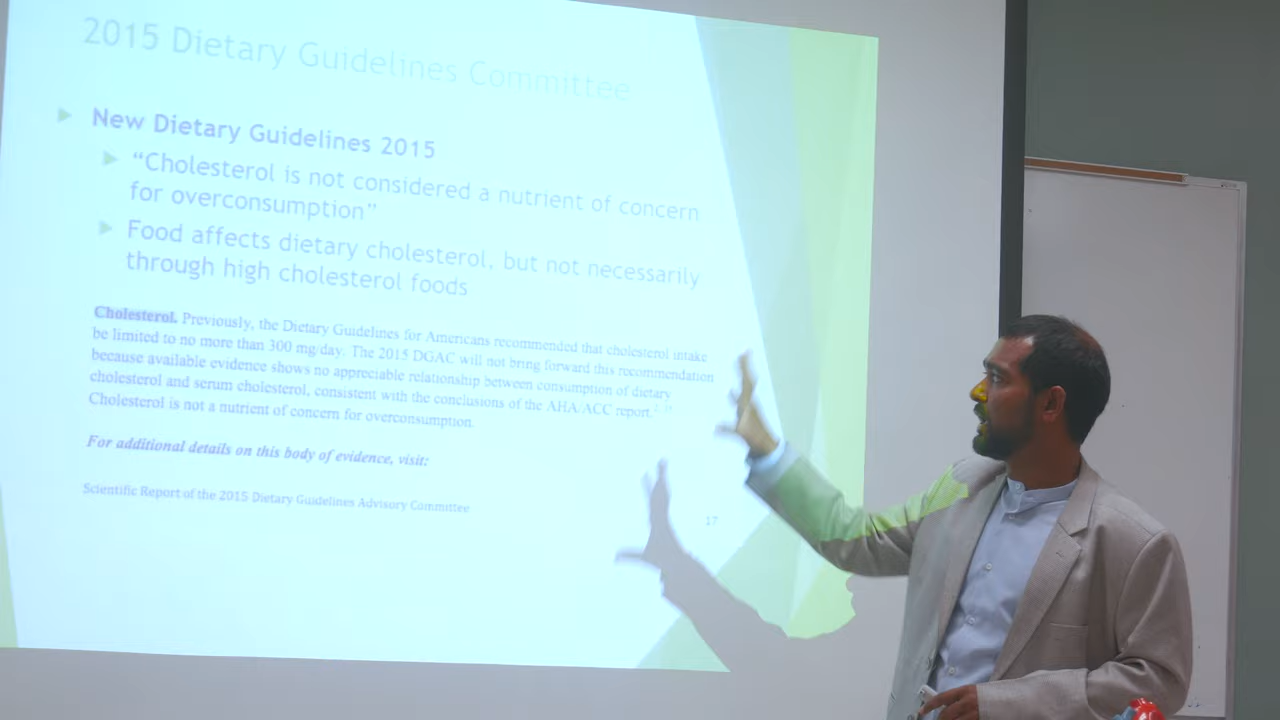 2015 Dietary Guidelines Committee
New Dietary Guidelines 2015
“Cholesterol is not considered a nutrient of concern
for overconsumption”
Food affects dietary cholesterol, but not necessarily
through high cholesterol foods
Cholesterol. Previously, the Dietary Guidelines for Americans recommended that cholesterol intake
be limited to no more than 300 mg/day. The 2015 DGAC will not bring forward this recommendation
because available evidence shows no appreciable relationship between consumption of dietary
cholesterol and serum cholesterol, consistent with the conclusions of the AHA/ACC report.
Cholesterol is not a nutrient of concern for overconsumption.
For additional details on this body of evidence, visit:
Scientific Report of the 2015 Dietary Guidelines Advisory Committee
17